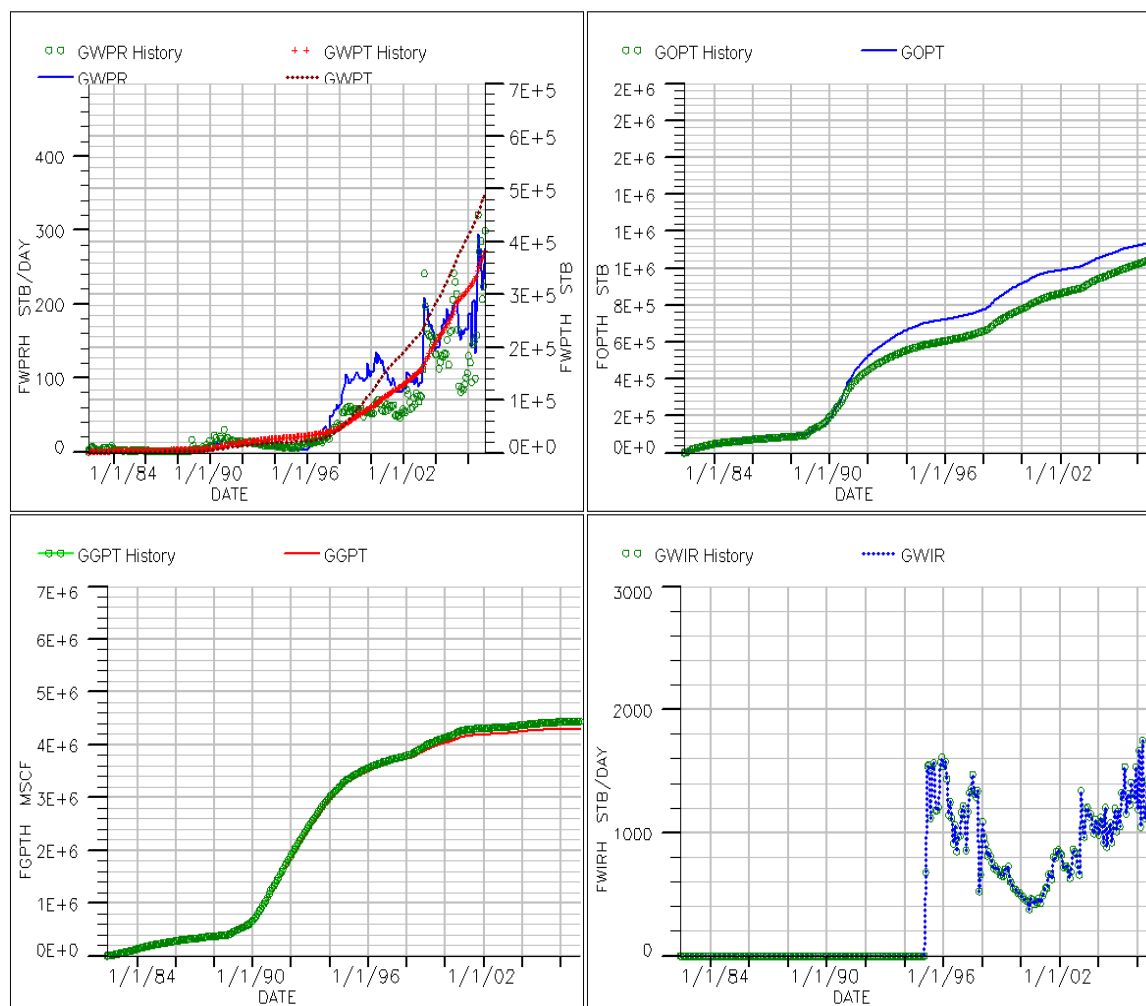 GWPR History GWPT History
GWPR GWPT
400
300
200
100
0
FWPRH STB/DAY
7E+5
6E+5
5E+5
4E+5
3E+5
2E+5
1E+5
0E+0
FWPTH STB
1/1/84 1/1/90 1/1/96 1/1/02
DATE
GOPT History GOPT
2E+6
2E+6
2E+6
1E+6
1E+6
1E+6
8E+5
6E+5
4E+5
2E+5
0E+0
FOPTH STB
1/1/84 1/1/90 1/1/96 1/1/02
DATE
GGPT History GGPT
7E+6
6E+6
5E+6
4E+6
3E+6
2E+6
1E+6
0E+0
FGPTH MSCF
1/1/84 1/1/90 1/1/96 1/1/02
DATE
GWIR History GWIR
3000
2000
1000
0
FWIRH STB/DAY
1/1/84 1/1/90 1/1/96 1/1/02
DATE